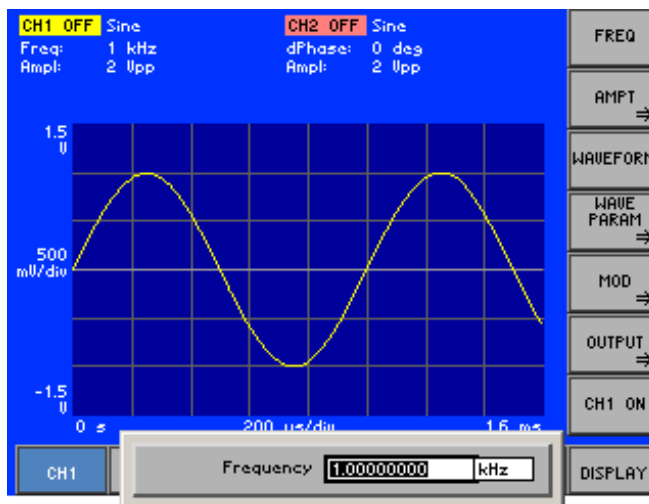 CH1 OFF Sine
Freq: 1 kHz
Ampl: 2 Vpp
CH2 OFF Sine
dPhase: 0 deg
Ampl: 2 Vpp
1.5
V
500
mV/div
-1.5
V
0 s 200 us/div 1.6 ms
FREQ
AMPT
WAVEFORM
WAVE
PARAM
MOD
OUTPUT
CH1 ON
DISPLAY
CH1
Frequency 1.00000000 kHz